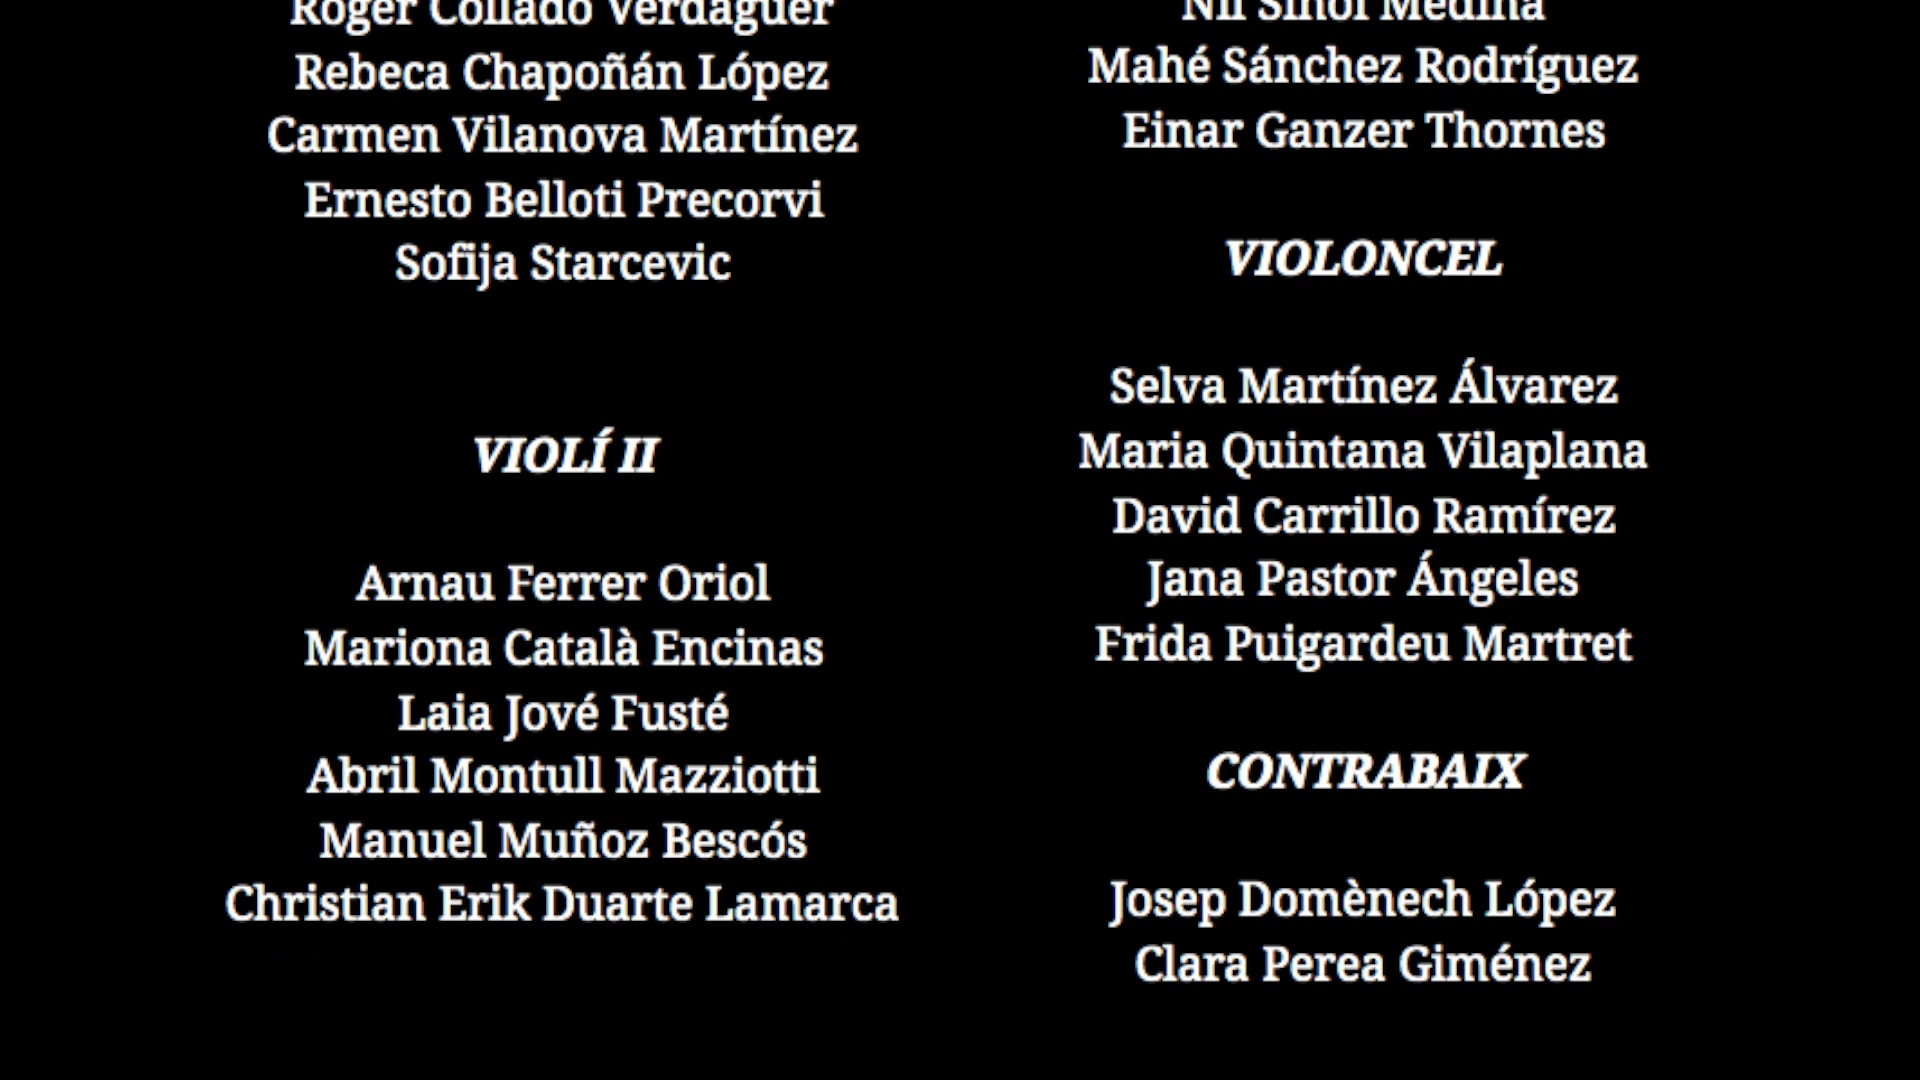 Roger Collado Verdaguer
Rebeca Chapoñán López
Carmen Vilanova Martínez
Ernesto Belloti Precorvi
Sofija Starcevic
VIOLÍ II
Arnau Ferrer Oriol
Mariona Català Encinas
Laia Jové Fusté
Abril Montull Mazziotti
Manuel Muñoz Bescós
Christian Erik Duarte Lamarca
Nil Medina
Mahé Sánchez Rodríguez
Einar Ganzer Thornes
VIOLONCEL
Selva Martínez Álvarez
Maria Quintana Vilaplana
David Carrillo Ramírez
Jana Pastor Ángeles
Frida Puigardeu Martret
CONTRABAIX
Josep Domènech López
Clara Perea Giménez